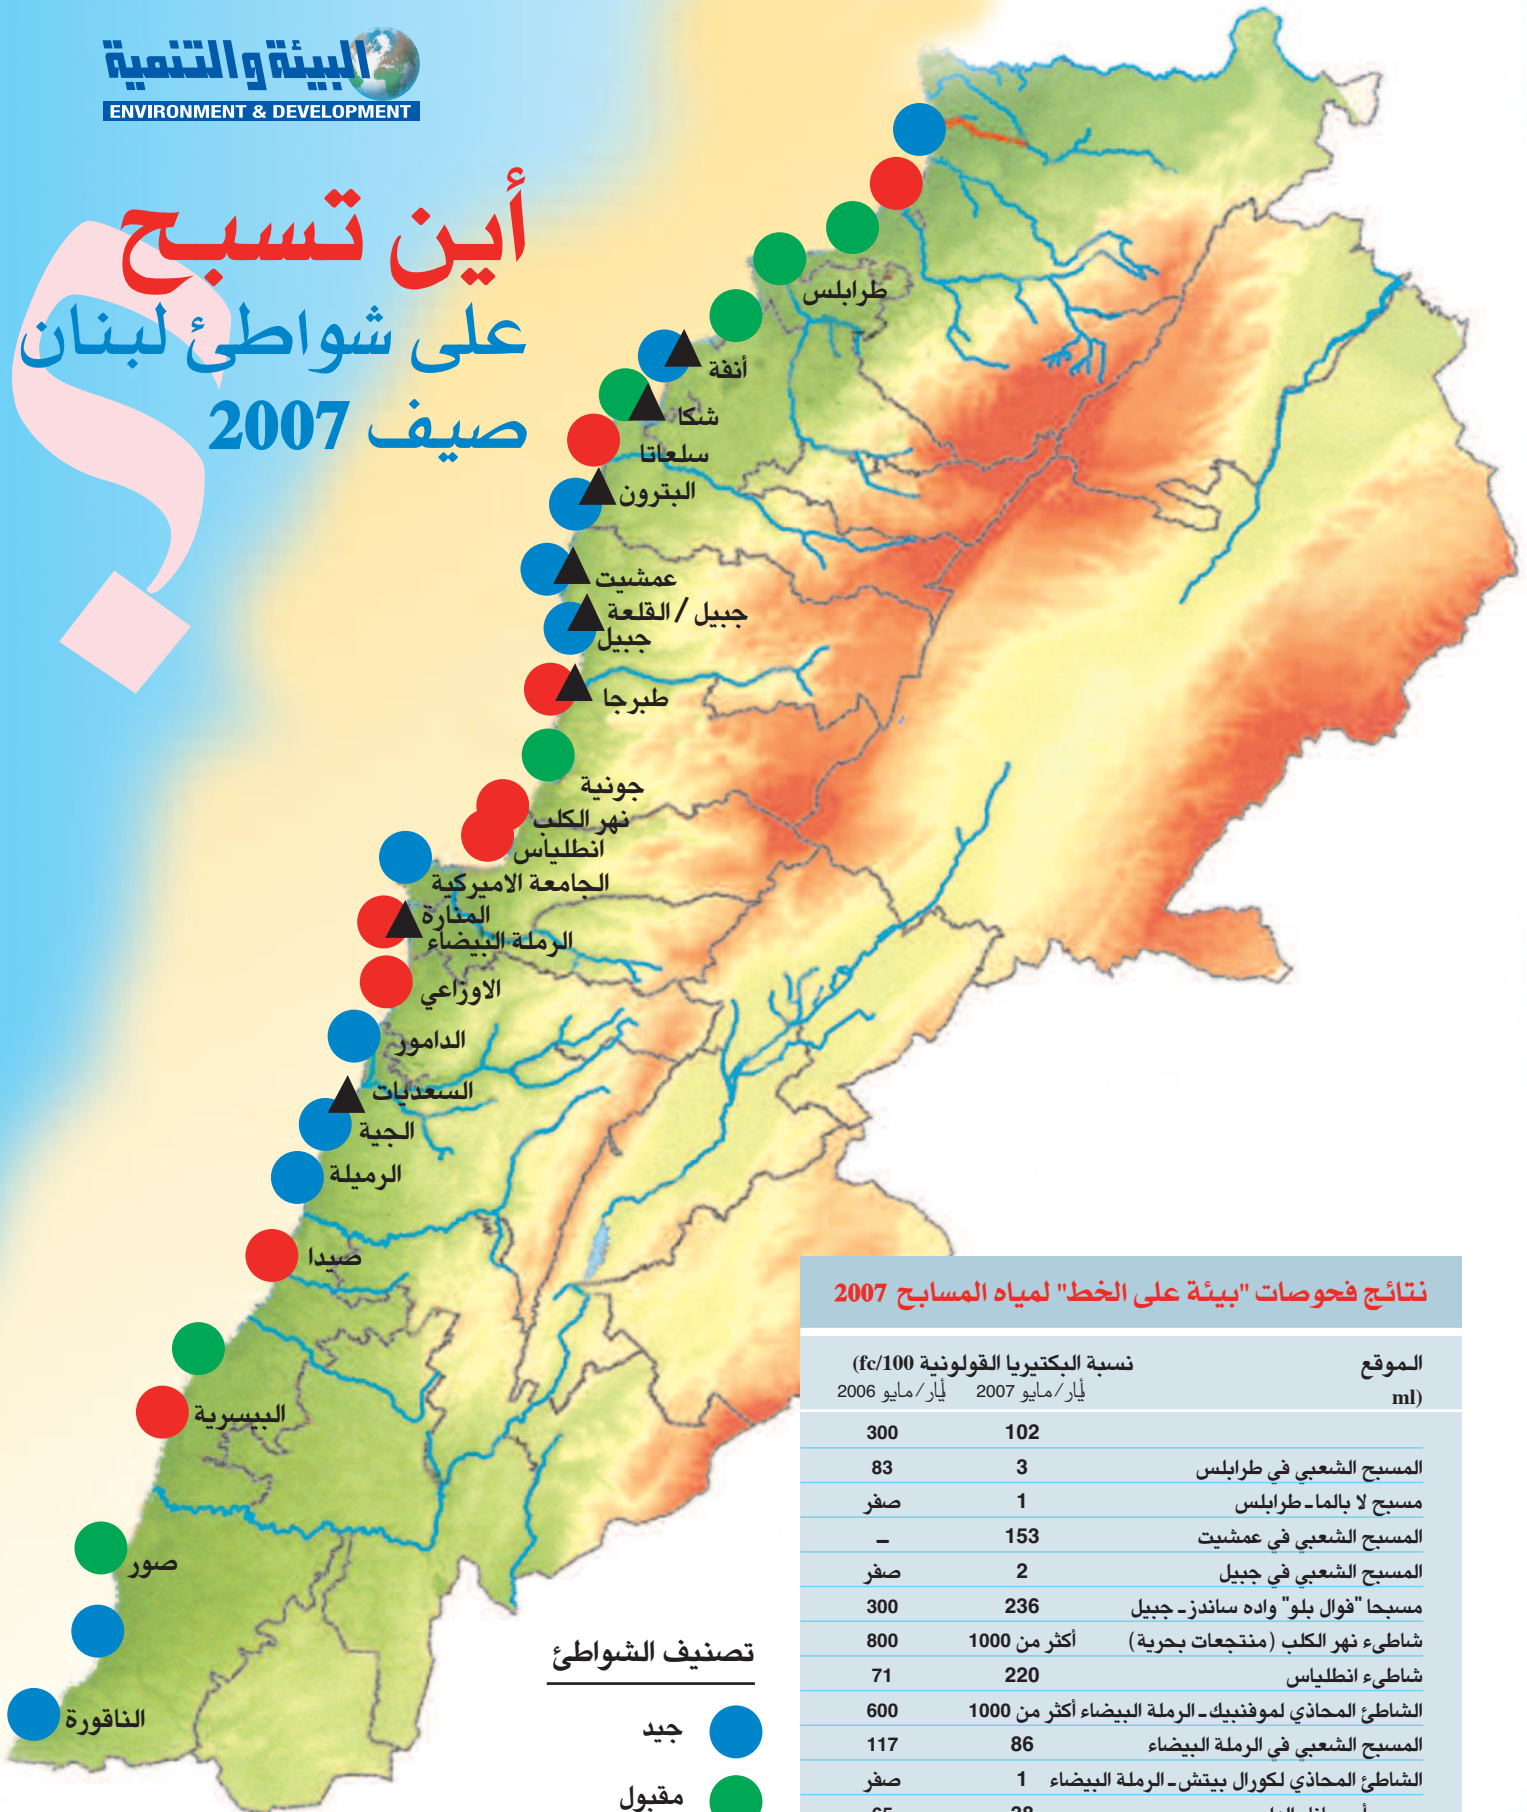 البيئة والتنمية
ENVIRONMENT & DEVELOPMENT
أين تسبح
على شواطئ لبنان
صيف 2007
؟
طرابلس
أنفة
شكا
سلعاتا
البترون
عمشيت
جبيل / القلعة
جبيل
طبرجا
جونية
نهر الكلب
انطلياس
الجامعة الاميركية
المنارة
الرملة البيضاء
الاوزاعي
الدامور
السعديات
الجية
الرميلة
صيدا
البيسرية
صور
الناقورة
تصنيف الشواطئ
جيد
مقبول
نتائج فحوصات "بيئة على الخط" لمياه المسابح 2007
الموقع نسبة البكتيريا القولونية (fc/100
ml) أيار/مايو 2007 أيار/مايو 2006
102 300
المسبح الشعبي في طرابلس 3 83
مسبح لا بالما ـ طرابلس 1 صفر
المسبح الشعبي في عمشيت 153 –
المسبح الشعبي في جبيل 2 صفر
مسبحا "فوال بلو" واده ساندز ـ جبيل 236 300
شاطىء نهر الكلب (منتجعات بحرية) أكثر من 1000 800
شاطىء انطلياس 220 71
الشاطئ المحاذي لموفنبيك ـ الرملة البيضاء أكثر من 1000 600
المسبح الشعبي في الرملة البيضاء 86 117
الشاطئ المحاذي لكورال بيتش ـ الرملة البيضاء 1 صفر